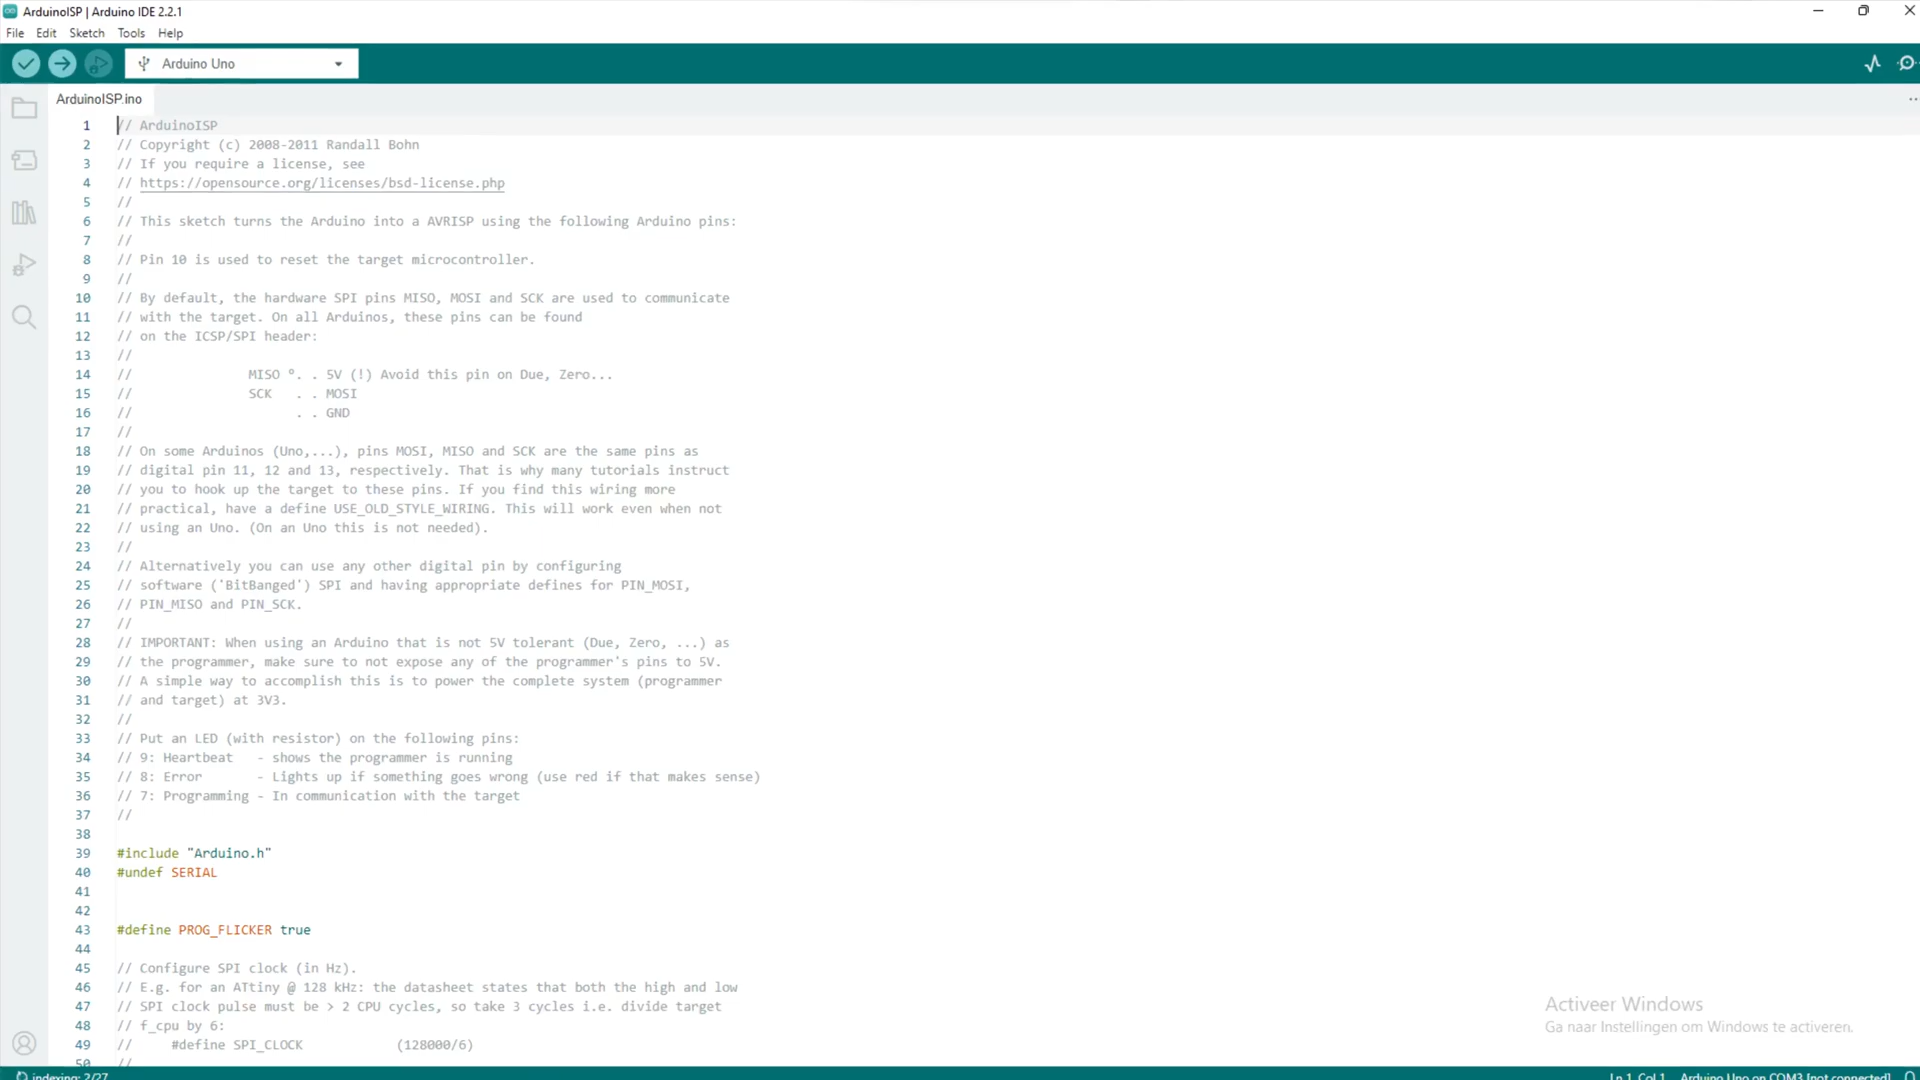 ArduinoISP | Arduino IDE 2.2.1
File Edit Sketch Tools Help
Arduino Uno
ArduinoISP.ino
1 // ArduinoISP
2 // Copyright (c) 2008-2011 Randall Bohn
3 // If you require a license, see
4 // https://opensource.org/licenses/bsd-license.php
5 //
6 // This sketch turns the Arduino into a AVRISP using the following Arduino pins:
7 //
8 // Pin 10 is used to reset the target microcontroller.
9 //
10 // By default, the hardware SPI pins MISO, MOSI and SCK are used to communicate
11 // with the target. On all Arduinos, these pins can be found
12 // on the ICSP/SPI header:
13 //
14 // MISO °. . 5V (!) Avoid this pin on Due, Zero...
15 // SCK . . MOSI
16 // . . GND
17 //
18 // On some Arduinos (Uno,...), pins MOSI, MISO and SCK are the same pins as
19 // digital pin 11, 12 and 13, respectively. That is why many tutorials instruct
20 // you to hook up the target to these pins. If you find this wiring more
21 // practical, have a define USE_OLD_STYLE_WIRING. This will work even when not
22 // using an Uno. (On an Uno this is not needed).
23 //
24 // Alternatively you can use any other digital pin by configuring
25 // software ('BitBanged') SPI and having appropriate defines for PIN_MOSI,
26 // PIN_MISO and PIN_SCK.
27 //
28 // IMPORTANT: When using an Arduino that is not 5V tolerant (Due, Zero, ...) as
29 // the programmer, make sure to not expose any of the programmer's pins to 5V.
30 // A simple way to accomplish this is to power the complete system (programmer
31 // and target) at 3V3.
32 //
33 // Put an LED (with resistor) on the following pins:
34 // 9: Heartbeat - shows the programmer is running
35 // 8: Error - Lights up if something goes wrong (use red if that makes sense)
36 // 7: Programming - In communication with the target
37 //
38
39 #include "Arduino.h"
40 #undef SERIAL
41
42
43 #define PROG_FLICKER true
44
45 // Configure SPI clock (in Hz).
46 // E.g. for an ATtiny @ 128 kHz: the datasheet states that both the high and low
47 // SPI clock pulse must be > 2 CPU cycles, so take 3 cycles i.e. divide target
48 // f_cpu by 6:
49 // #define SPI_CLOCK (128000/6)
50 //
Activeer Windows
Ga naar Instellingen om Windows te activeren.
indexing: 2/27
Ln 1, Col 1 Arduino Uno on COM3 [not connected]